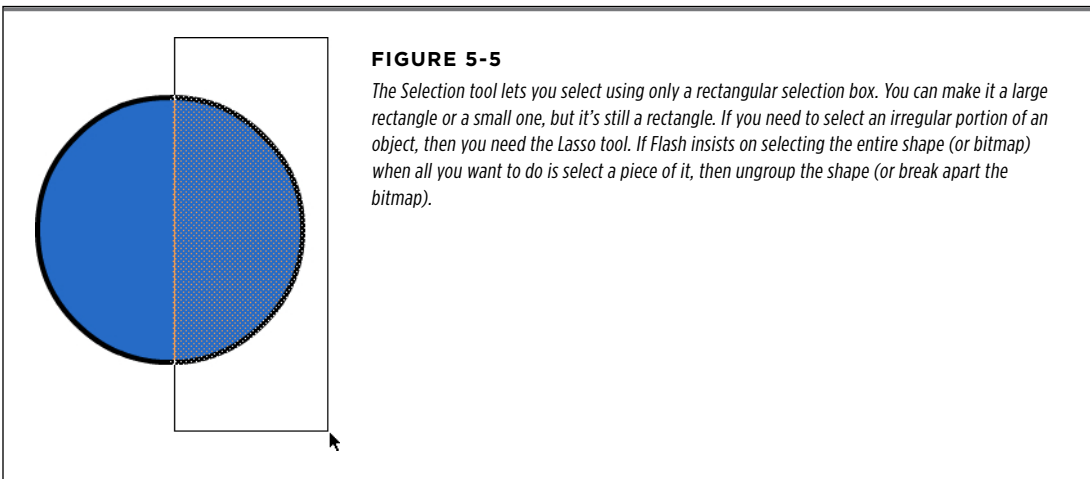 FIGURE 5-5
The Selection tool lets you select using only a rectangular selection box. You can make it a large
rectangle or a small one, but it's still a rectangle. If you need to select an irregular portion of an
object, then you need the Lasso tool. If Flash insists on selecting the entire shape (or bitmap)
when all you want to do is select a piece of it, then ungroup the shape (or break apart the
bitmap).